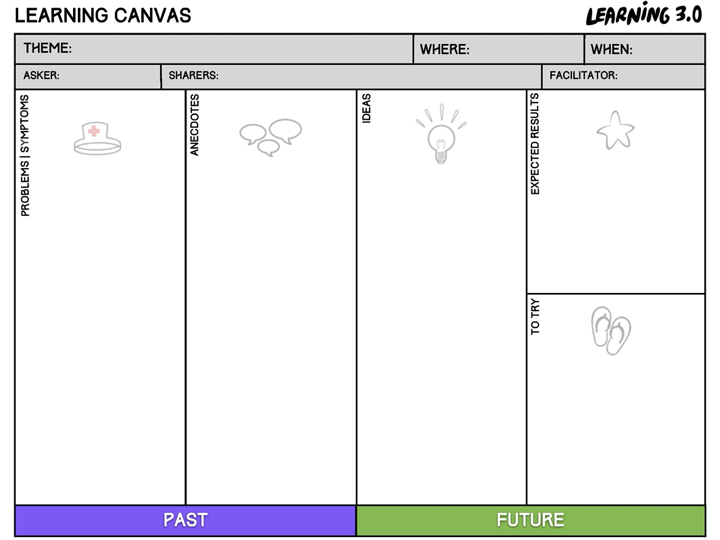 LEARNING CANVAS
LEARNING 3.0
THEME:
WHERE:
WHEN:
ASKER:
SHARERS:
FACILITATOR:
PROBLEMS | SYMPTOMS
ANECDOTES
IDEAS
EXPECTED RESULTS
TO TRY
PAST
FUTURE